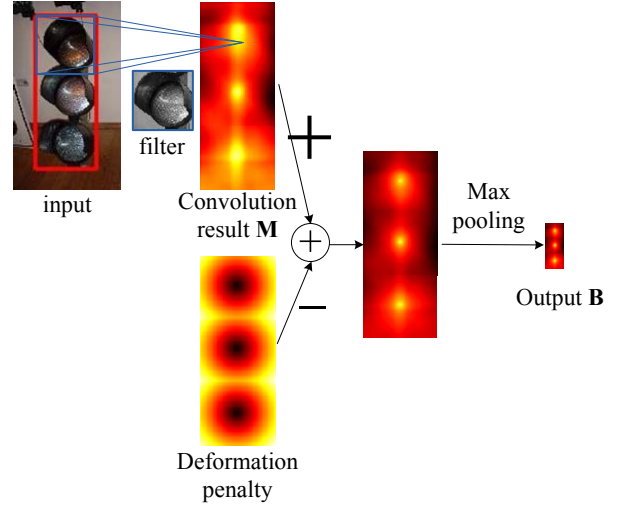 input
filter
Convolution
result M
+
+
−
Deformation
penalty
Max
pooling
Output B